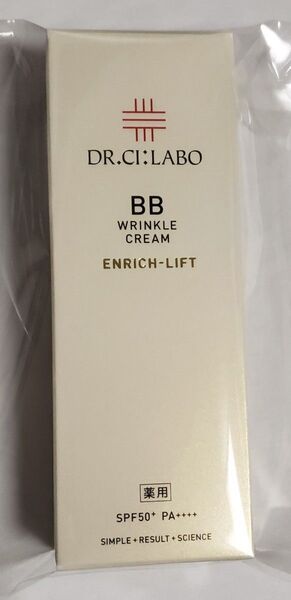 DR.CI:LABO
BB
WRINKLE
CREAM
ENRICH-LIFT
薬用
SPF50+ PA++++
SIMPLE+RESULT+SCIENCE